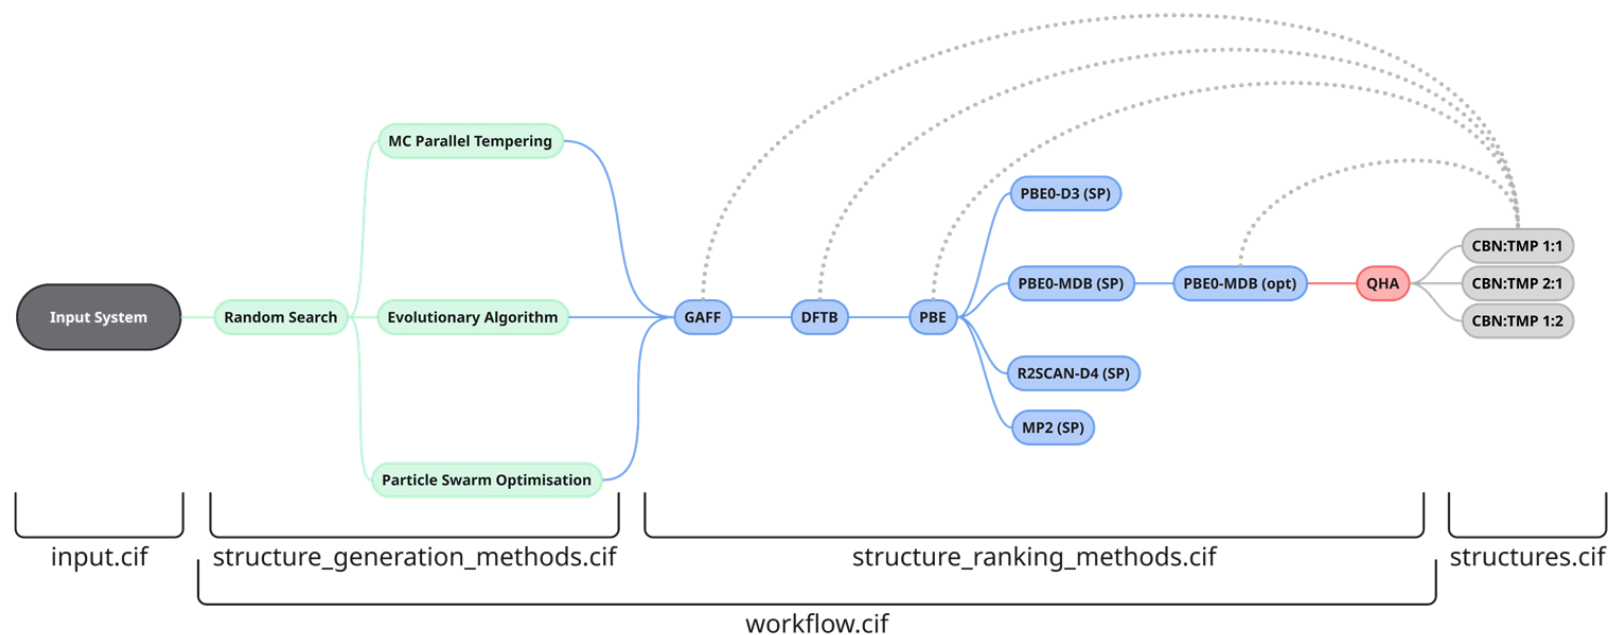 MC Parallel Tempering
PBE0-D3 (SP)
CBN:TMP 1:1
PBE0-MDB (SP)
PBE0-MDB (opt)
QHA
CBN:TMP 2:1
Input System
Random Search
Evolutionary Algorithm
GAFF
DFTB
PBE
CBN:TMP 1:2
R2SCAN-D4 (SP)
MP2 (SP)
Particle Swarm Optimisation
input.cif
structure_generation_methods.cif
structure_ranking_methods.cif
structures.cif
workflow.cif